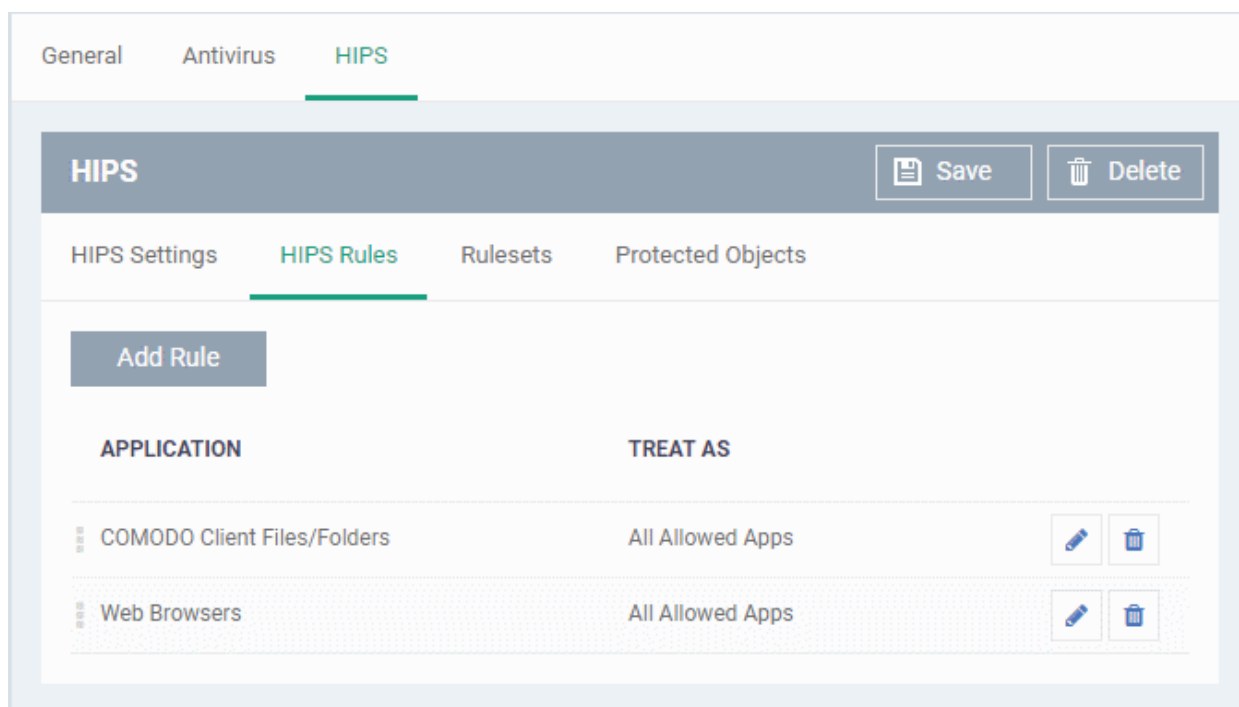 General Antivirus HIPS
HIPS Save Delete
HIPS Settings HIPS Rules Rulesets Protected Objects
Add Rule
APPLICATION TREAT AS
COMODO Client Files/Folders All Allowed Apps
Web Browsers All Allowed Apps